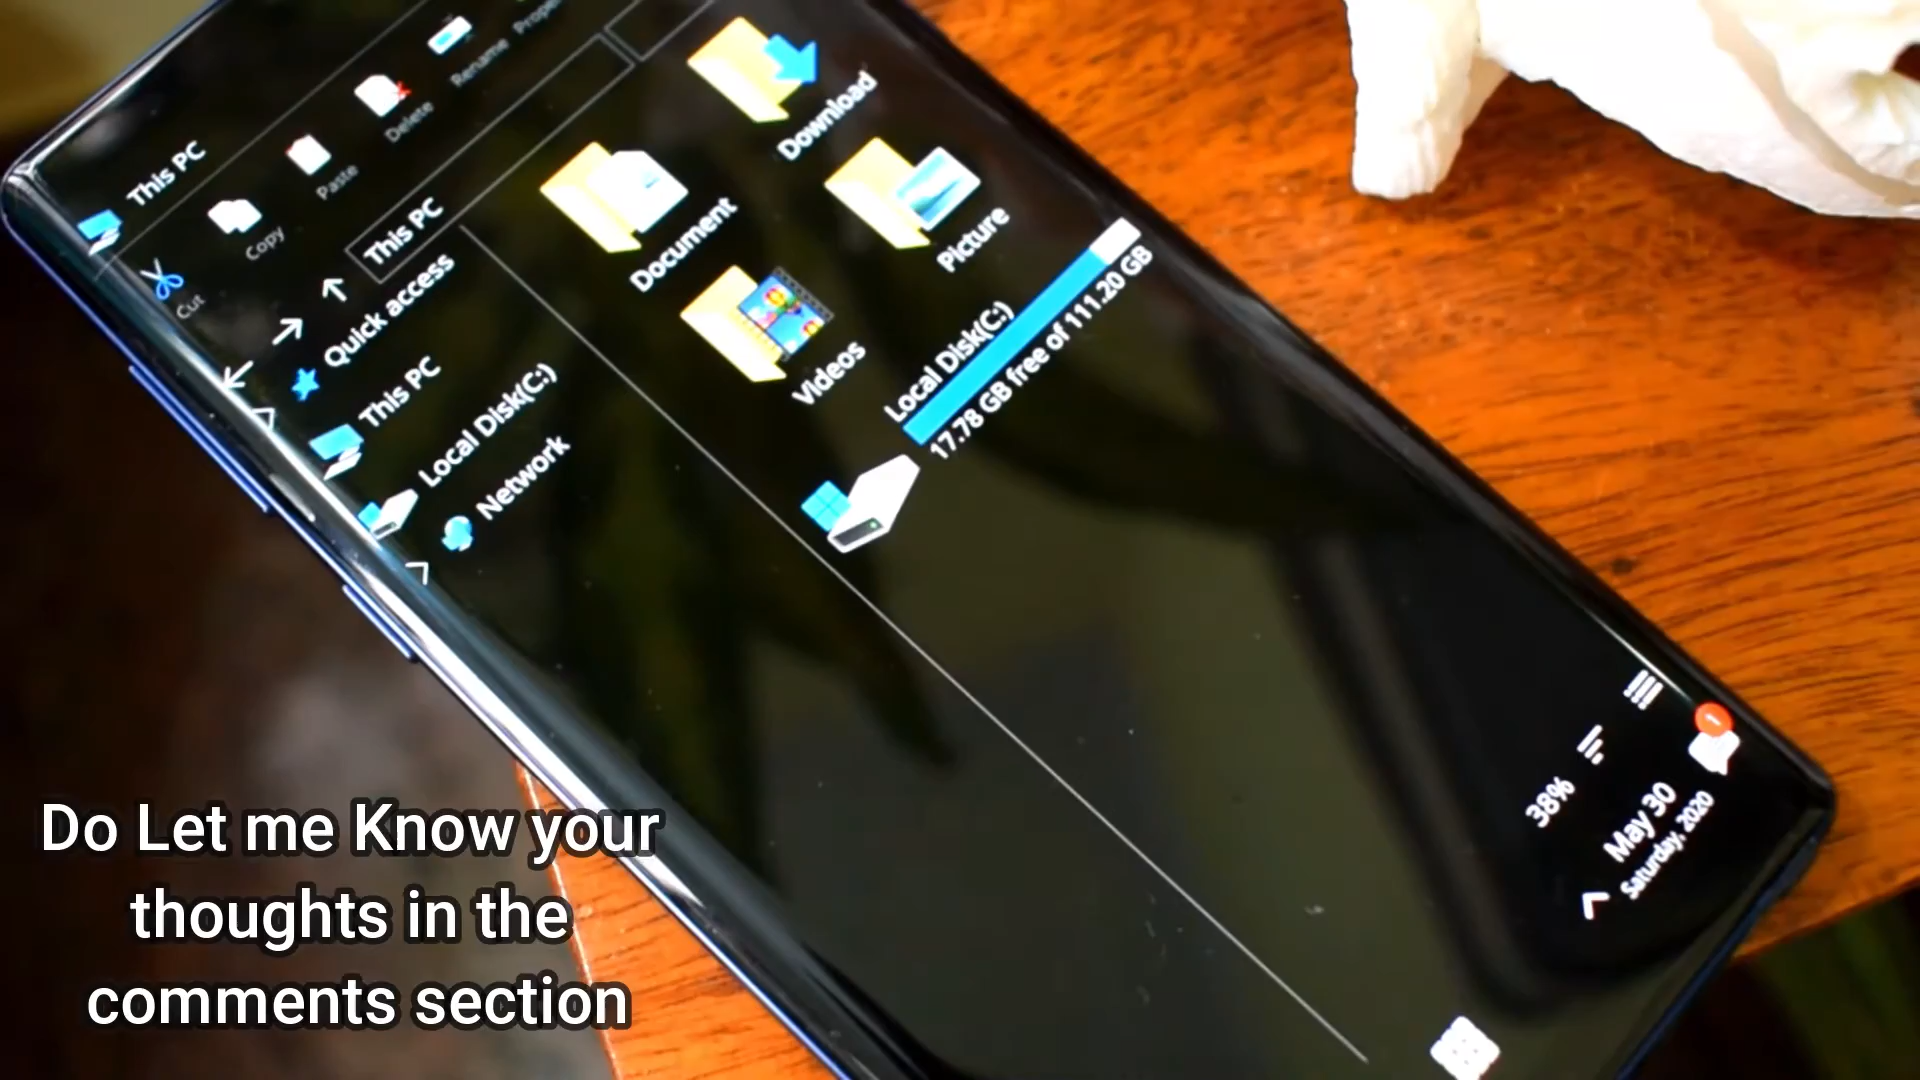 This PC
Cut
Copy
Paste
Delete
Rename
This PC
Quick access
This PC
Local Disk(C:)
Network
Document
Download
Videos
Picture
Local Disk(C:)
17.78 GB free of 111.20 GB
38%
1
May 30
Saturday, 2020
Do Let me Know your
thoughts in the
comments section